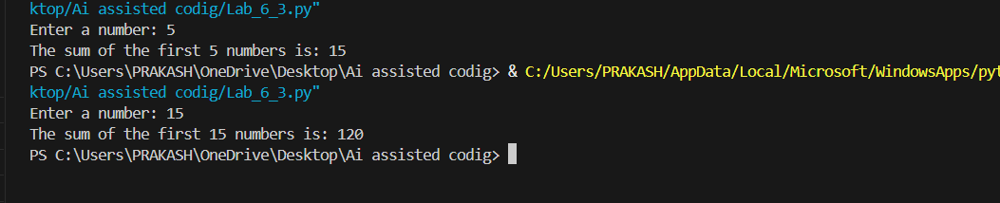 ktop/Ai assisted codig/Lab_6_3.py"
Enter a number: 5
The sum of the first 5 numbers is: 15
PS C:\Users\PRAKASH\OneDrive\Desktop\Ai assisted codig> & C:/Users/PRAKASH/AppData/Local/Microsoft/WindowsApps/pyt
ktop/Ai assisted codig/Lab_6_3.py"
Enter a number: 15
The sum of the first 15 numbers is: 120
PS C:\Users\PRAKASH\OneDrive\Desktop\Ai assisted codig>